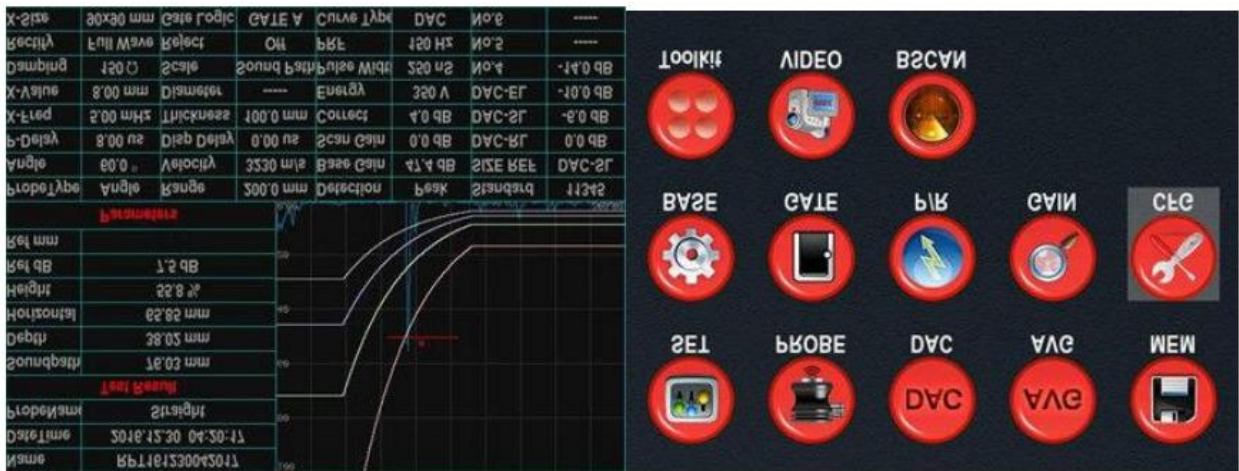 Name RPT161230042017
DateTime 2016.12.30 04:20:17
ProbeName Straight
Test Result
Soundpath 76.03 mm
Depth 38.02 mm
Horizontal 65.85 mm
Height 55.8 %
Ref dB 7.5 dB
Ref mm
Parameters
100
80
60
40
20
ProbeType Angle Range 200.0 mm Detection Peak Standard 11345
Angle 60.0 ° Velocity 3230 m/s Base Gain 47.4 dB SIZE REF DAC-SL
P-Delay 8.00 us Disp Delay 0.00 us Scan Gain 0.0 dB DAC-RL 0.0 dB
X-Freq 5.00 mHz Thickness 100.0 mm Correct 4.0 dB DAC-SL -6.0 dB
X-Value 8.00 mm Diameter ----- Energy 350 V DAC-EL -10.0 dB
Damping 150 Ω Scale Sound Path Pulse Widt 250 nS No.4 -14.0 dB
Rectify Full Wave Reject Off PRF 150 Hz No.5 -----
X-Size 90x90 mm Gate Logic GATE A Curve Type DAC No.6 -----
DAC AVG
SET PROBE DAC AVG MEM
BASE GATE P/R GAIN CFG
Toolkit VIDEO BSCAN